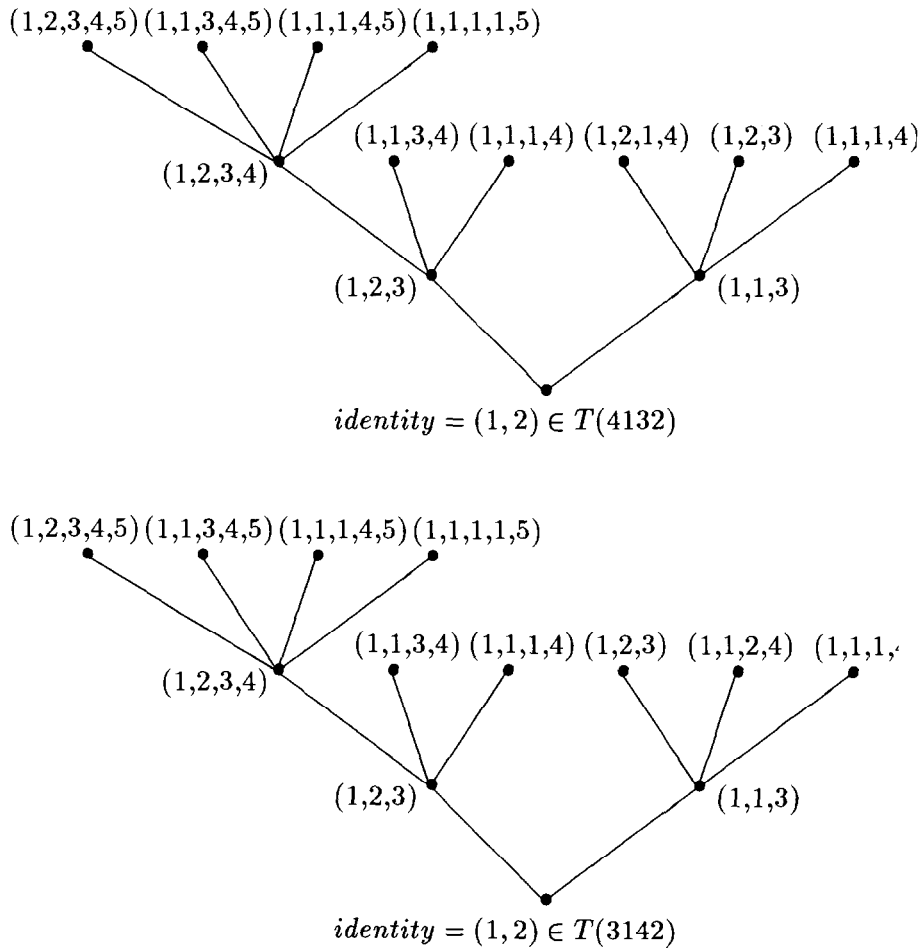 (1,2,3,4,5) (1,1,3,4,5) (1,1,1,4,5) (1,1,1,1,5)
(1,1,3,4) (1,1,1,4) (1,2,1,4) (1,2,3) (1,1,1,4)
(1,2,3,4)
(1,2,3) (1,1,3)
identity = (1, 2) ∈ T(4132)
(1,2,3,4,5) (1,1,3,4,5) (1,1,1,4,5) (1,1,1,1,5)
(1,1,3,4) (1,1,1,4) (1,2,3) (1,1,2,4) (1,1,1,
(1,2,3,4)
(1,2,3) (1,1,3)
identity = (1, 2) ∈ T(3142)